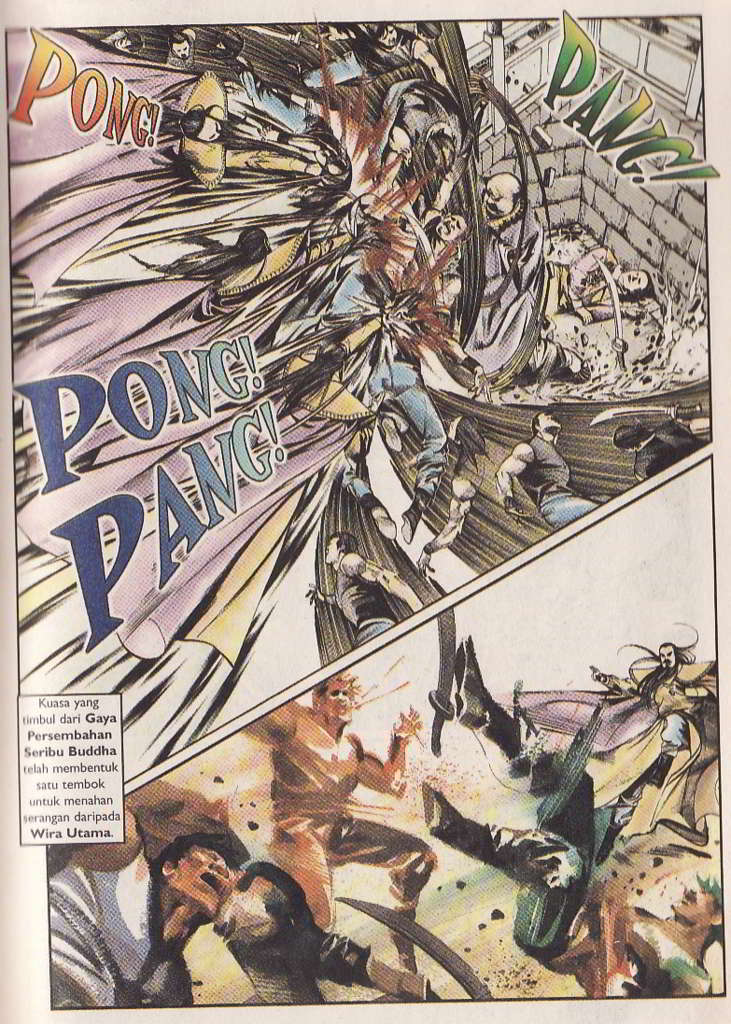 PONG!
PANG!
PONG!
PANG!
Kuasa yang
timbul dari Gaya
Persembahan
Seribu Buddha
telah membentuk
satu tembok
untuk menahan
serangan daripada
Wira Utama.